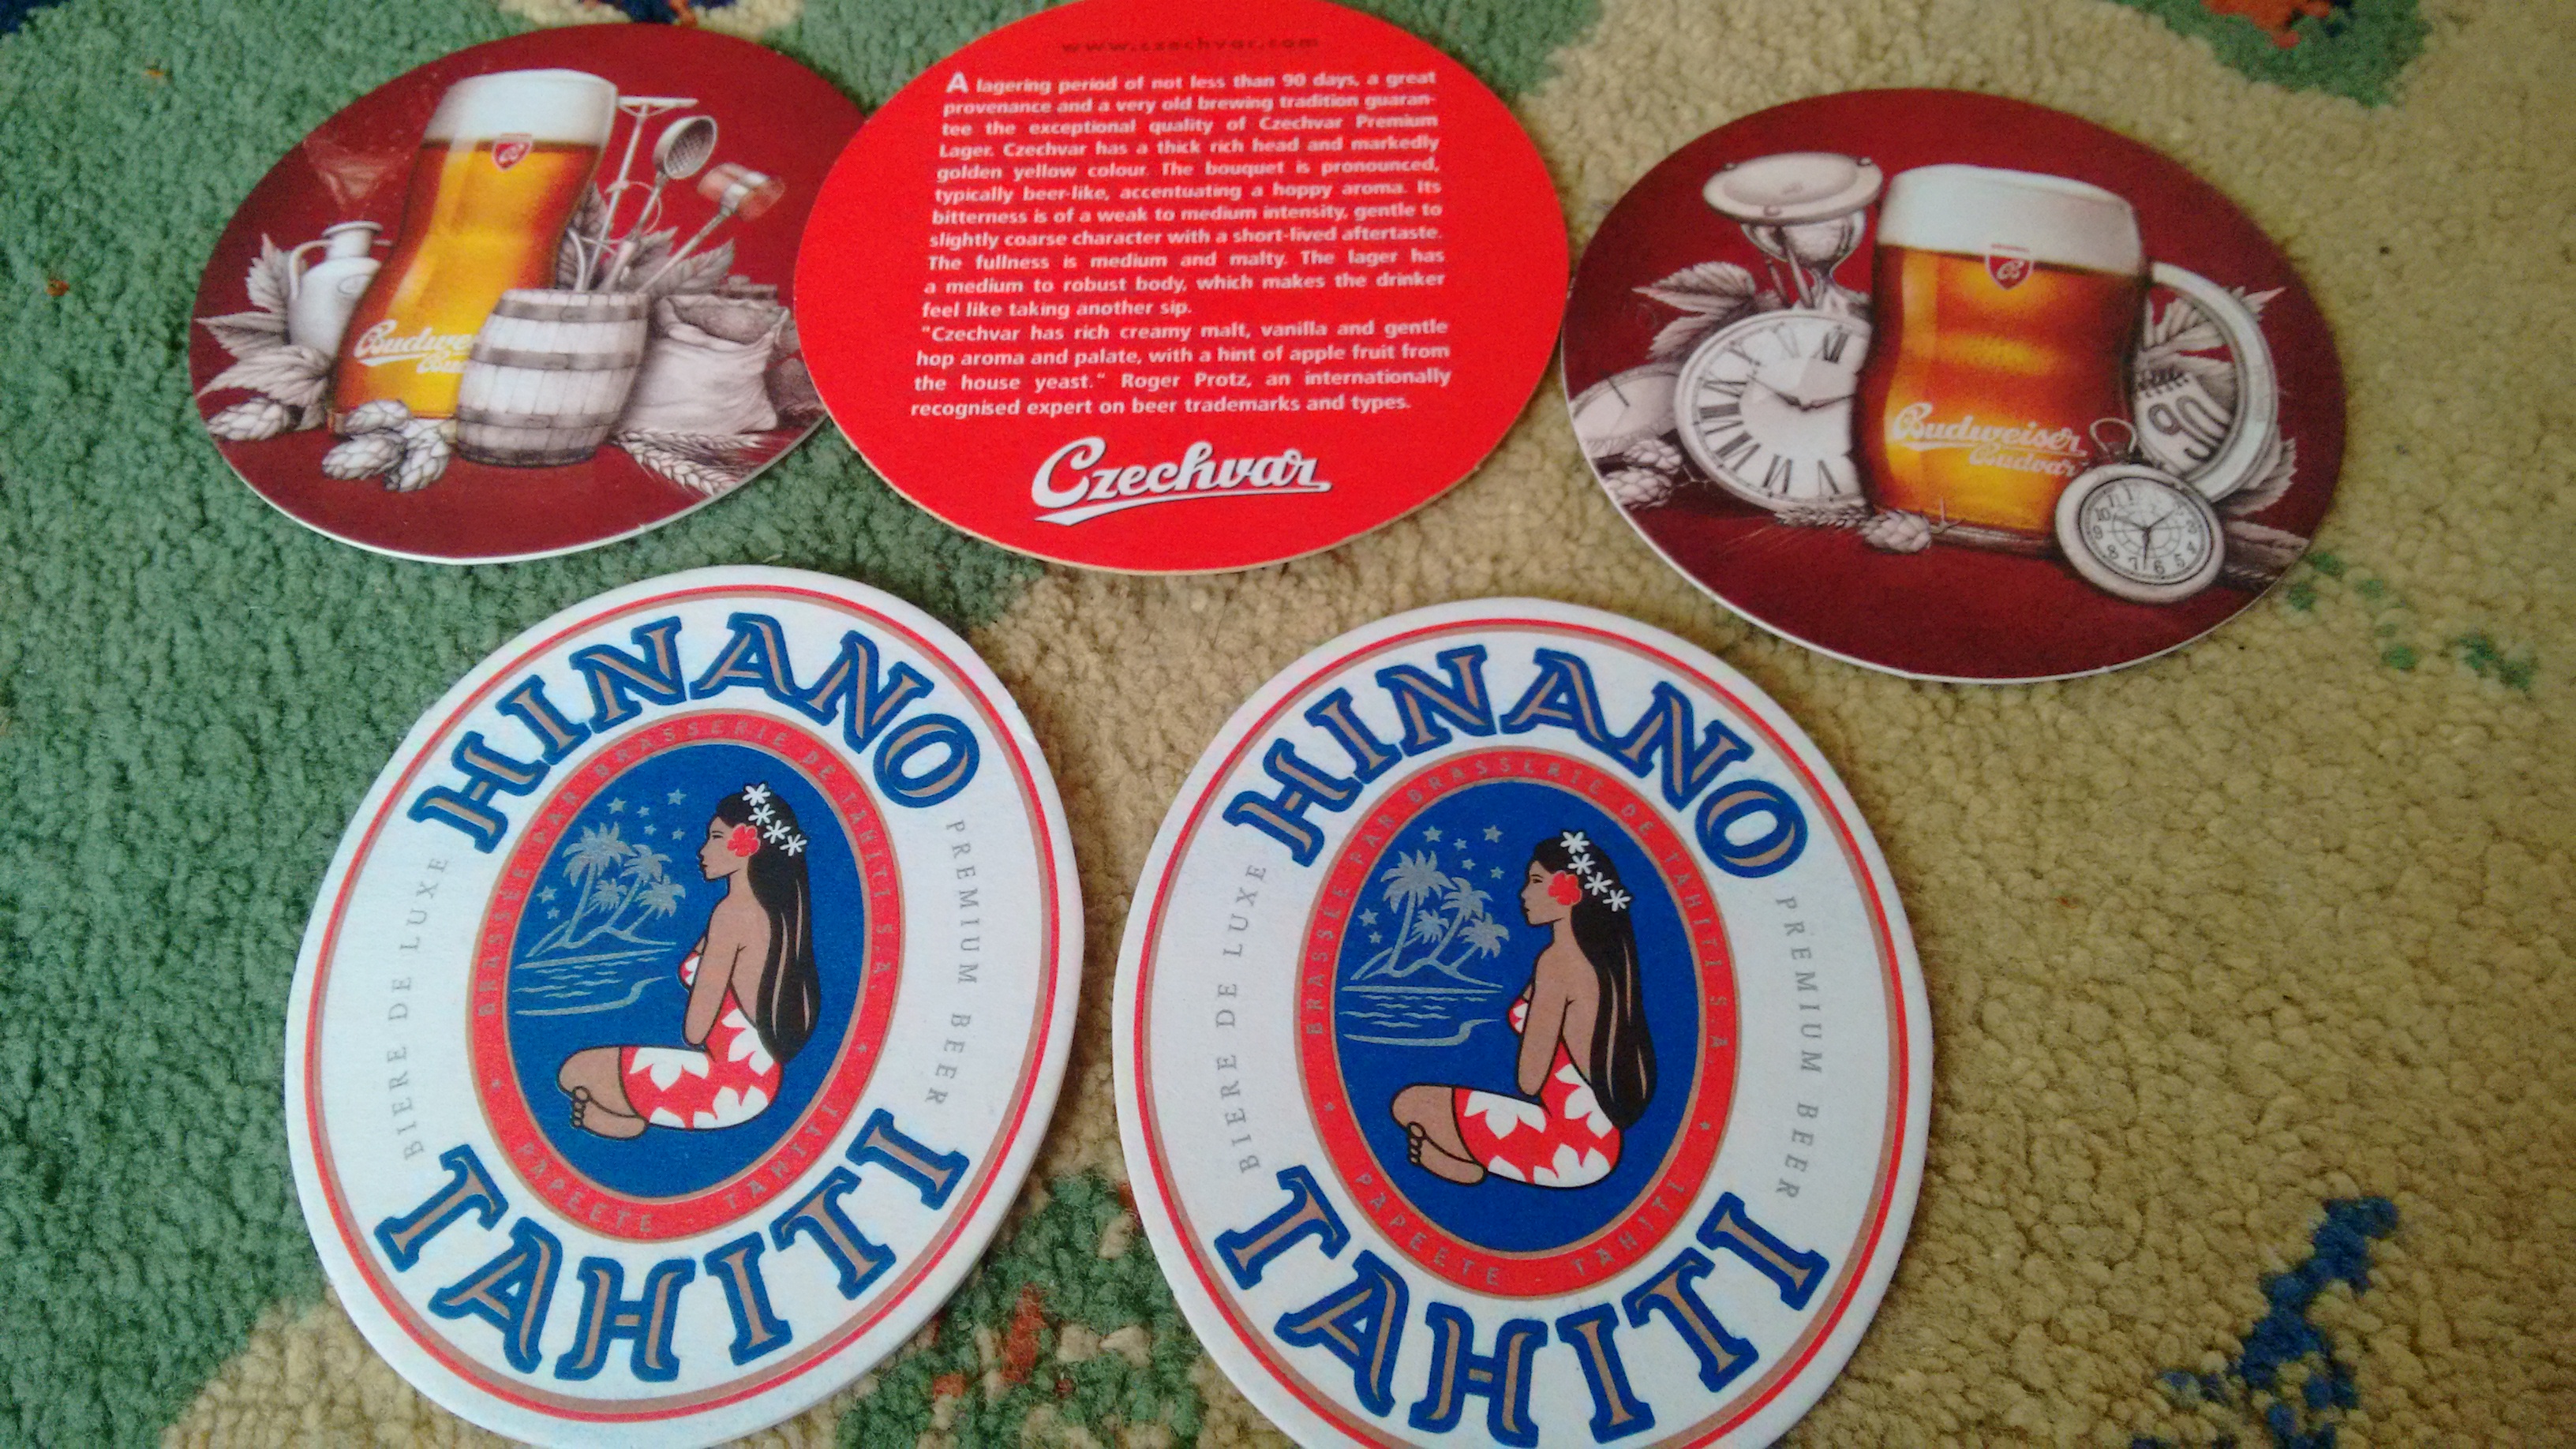 www.czechvar.com
A lagering period of not less than 90 days, a great
provenance and a very old brewing tradition guaran-
tee the exceptional quality of Czechvar Premium
Lager. Czechvar has a thick rich head and markedly
golden yellow colour. The bouquet is pronounced,
typically beer-like, accentuating a hoppy aroma. Its
bitterness is of a weak to medium intensity, gentle to
slightly coarse character with a short-lived aftertaste.
The fullness is medium and malty. The lager has
a medium to robust body, which makes the drinker
feel like taking another sip.
"Czechvar has rich creamy malt, vanilla and gentle
hop aroma and palate, with a hint of apple fruit from
the house yeast." Roger Protz, an internationally
recognised expert on beer trademarks and types.
Czechvar
Budwe
Budweiser
Budvar
90
HINANO
BRASSÉE PAR BRASSERIE DE TAHITI S.A.
BIERE DE LUXE
PREMIUM BEER
PAPEETE - TAHITI
TAHITI
HINANO
BRASSÉE PAR BRASSERIE DE TAHITI S.A.
BIERE DE LUXE
PREMIUM BEER
PAPEETE - TAHITI
TAHITI